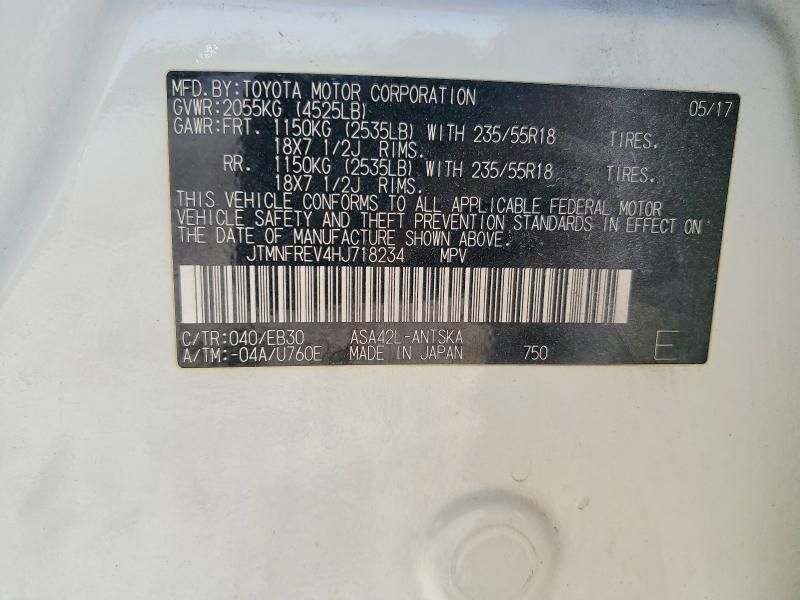 MFD.BY:TOYOTA MOTOR CORPORATION 05/17
GVWR:2055KG (4525LB)
GAWR:FRT. 1150KG (2535LB) WITH 235/55R18 TIRES.
18X7 1/2J RIMS.
RR. 1150KG (2535LB) WITH 235/55R18 TIRES.
18X7 1/2J RIMS.
THIS VEHICLE CONFORMS TO ALL APPLICABLE FEDERAL MOTOR
VEHICLE SAFETY AND THEFT PREVENTION STANDARDS IN EFFECT ON
THE DATE OF MANUFACTURE SHOWN ABOVE.
JTMNFREV4HJ718234 MPV
C/TR:040/EB30 ASA42L-ANTSKA
A/TM:-04A/U760E MADE IN JAPAN 750 E